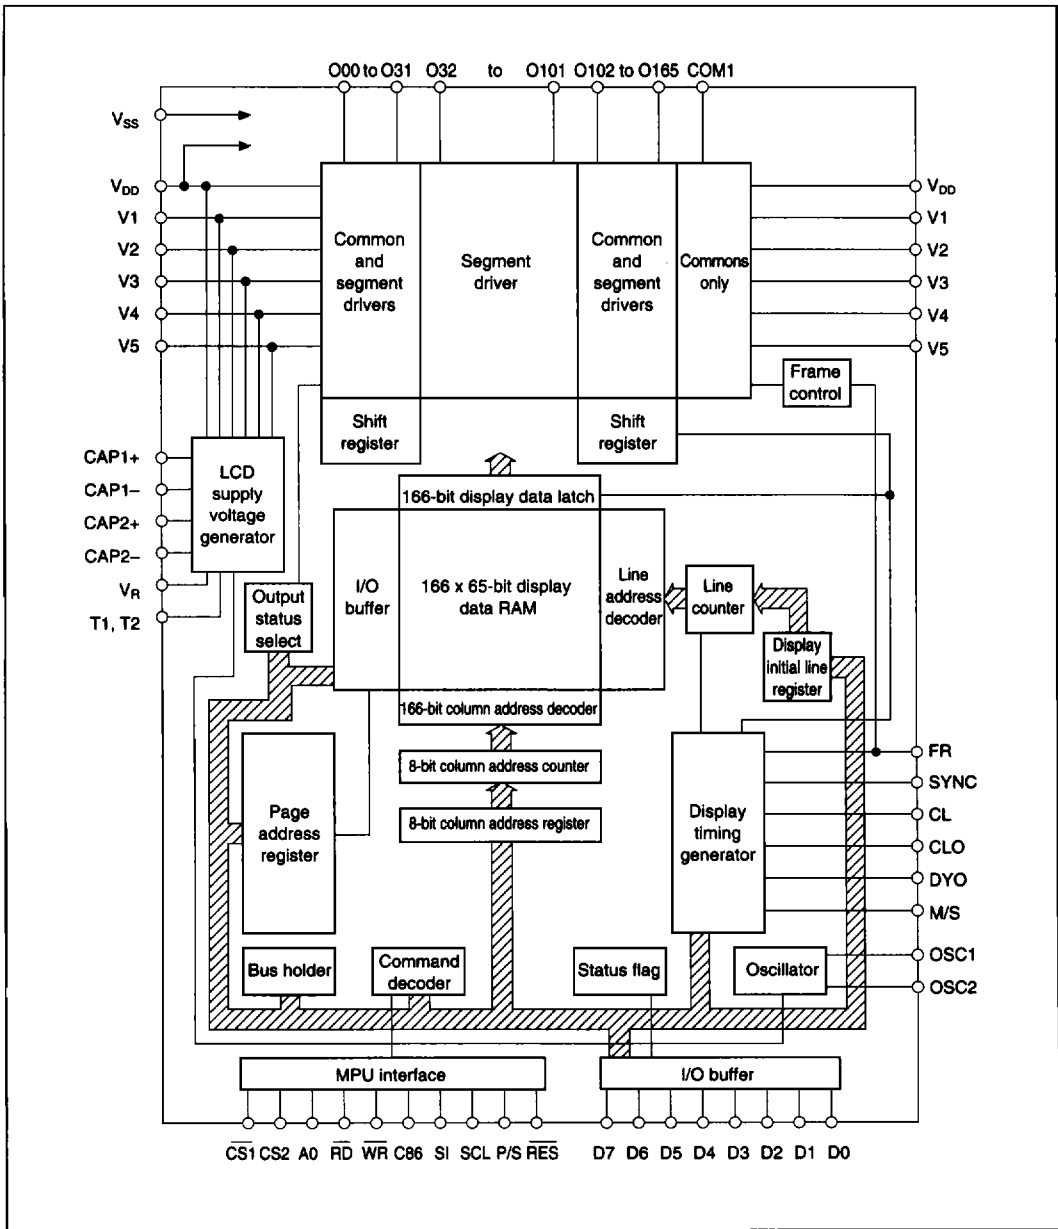 O00 to O31 O32 to O101 O102 to O165 COM1
VSS
VDD
V1
V2
V3
V4
V5
VDD
V1
V2
V3
V4
V5
Common
and
segment
drivers
Segment
driver
Common
and
segment
drivers
Commons
only
Frame
control
Shift
register
Shift
register
CAP1+
CAP1–
CAP2+
CAP2–
VR
T1, T2
LCD
supply
voltage
generator
166-bit display data latch
Output
status
select
I/O
buffer
166 x 65-bit display
data RAM
Line
address
decoder
Line
counter
Display
initial line
register
166-bit column address decoder
8-bit column address counter
8-bit column address register
Page
address
register
Display
timing
generator
FR
SYNC
CL
CLO
DYO
M/S
OSC1
OSC2
Bus holder
Command
decoder
Status flag
Oscillator
MPU interface
I/O buffer
C̅S̅1̅ CS2 A0 R̅D̅ W̅R̅ C86 SI SCL P/S R̅E̅S̅ D7 D6 D5 D4 D3 D2 D1 D0